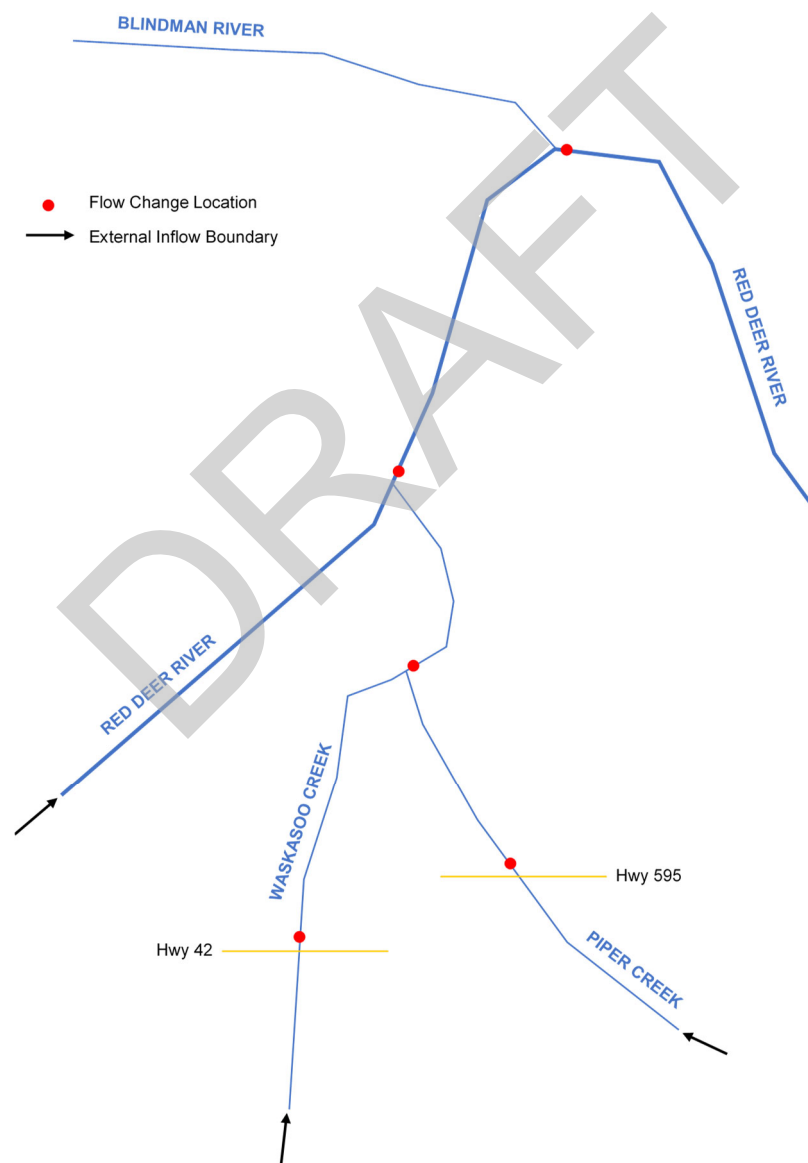 BLINDMAN RIVER
Flow Change Location
External Inflow Boundary
RED DEER RIVER
DRAFT
RED DEER RIVER
WASKASOO CREEK
Hwy 595
Hwy 42
PIPER CREEK